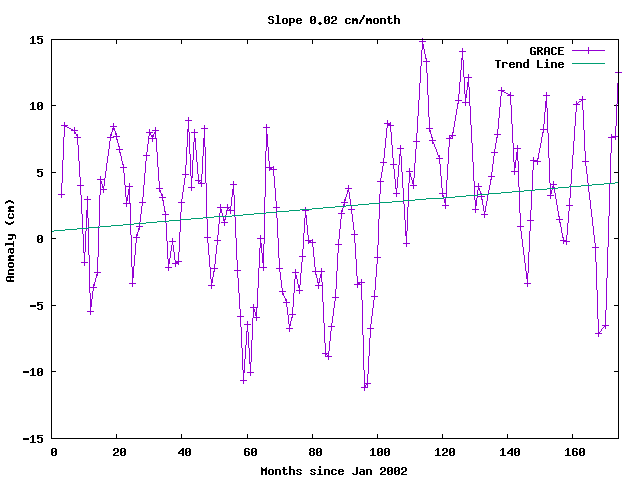 Slope 0.02 cm/month
GRACE
Trend Line
15
10
5
0
-5
-10
-15
Anomaly (cm)
0 20 40 60 80 100 120 140 160
Months since Jan 2002